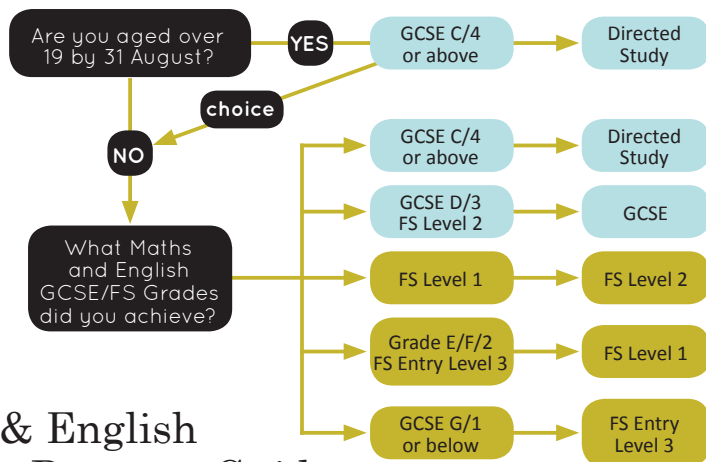 Are you aged over
19 by 31 August?
YES
GCSE C/4
or above
Directed
Study
choice
NO
GCSE C/4
or above
Directed
Study
GCSE D/3
FS Level 2
GCSE
What Maths
and English
GCSE/FS Grades
did you achieve?
FS Level 1
FS Level 2
Grade E/F/2
FS Entry Level 3
FS Level 1
GCSE G/1
or below
FS Entry
Level 3
& English